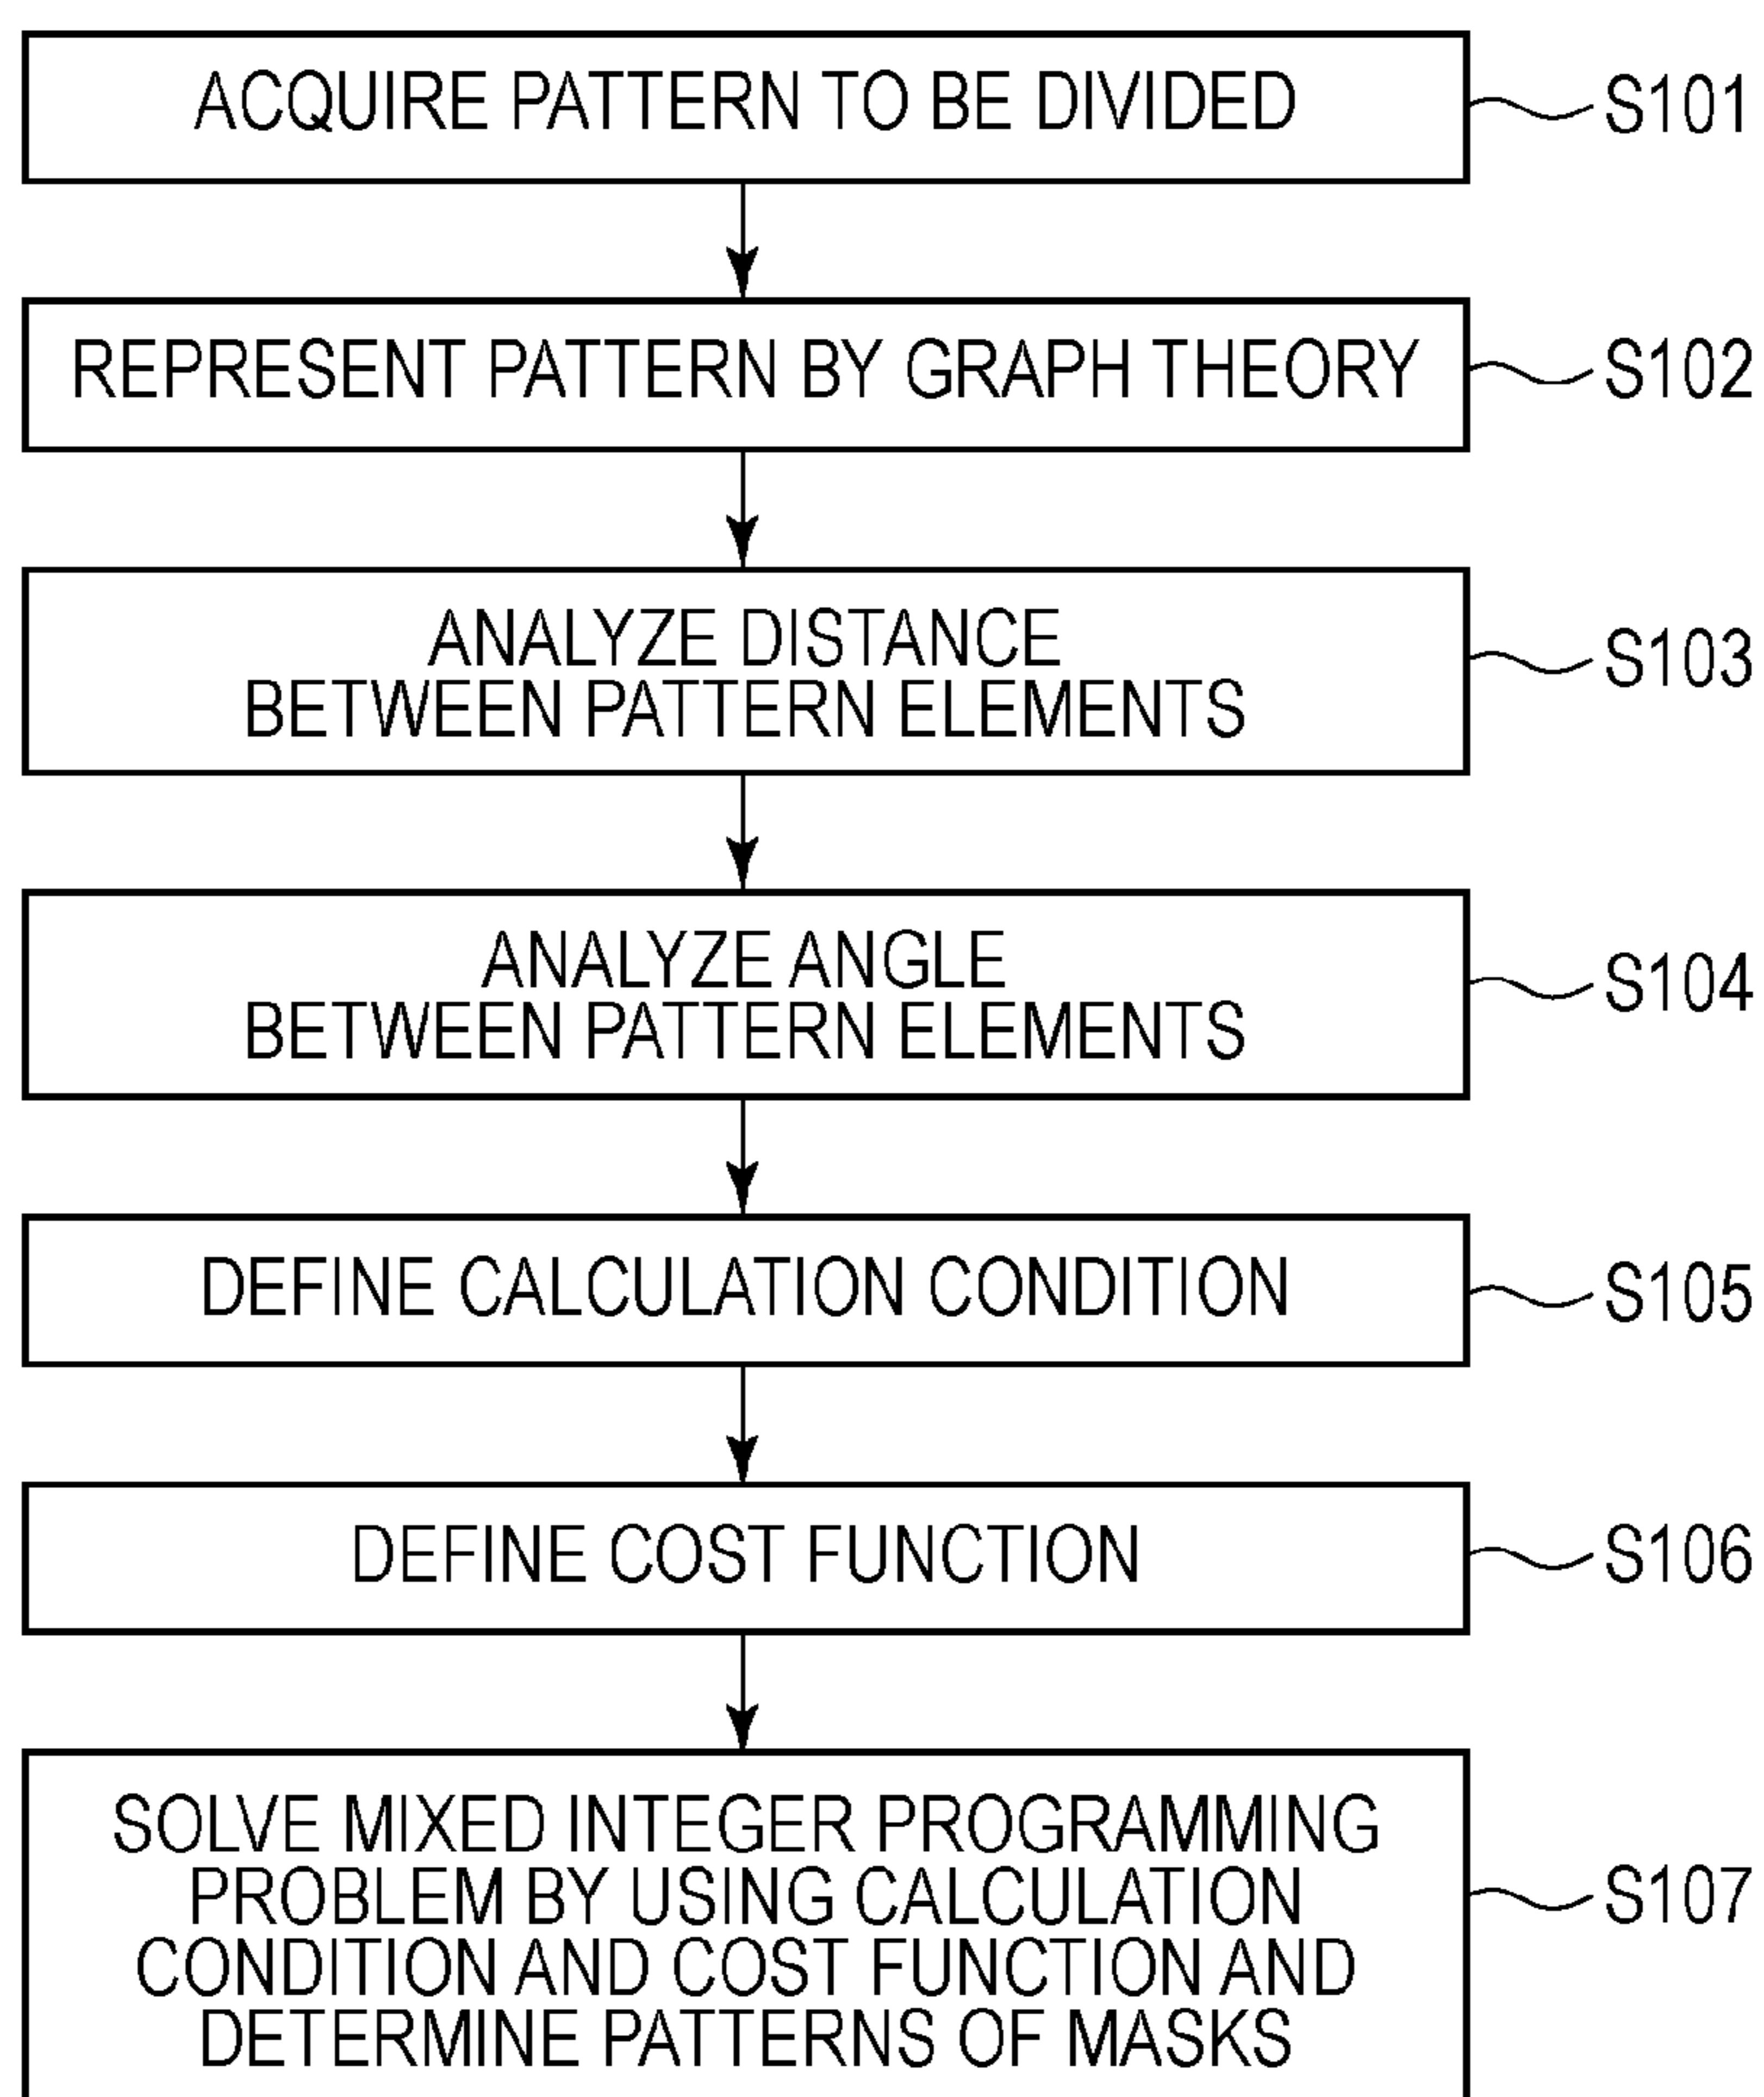 ACQUIRE PATTERN TO BE DIVIDED
S101
REPRESENT PATTERN BY GRAPH THEORY
S102
ANALYZE DISTANCE
BETWEEN PATTERN ELEMENTS
S103
ANALYZE ANGLE
BETWEEN PATTERN ELEMENTS
S104
DEFINE CALCULATION CONDITION
S105
DEFINE COST FUNCTION
S106
SOLVE MIXED INTEGER PROGRAMMING
PROBLEM BY USING CALCULATION
CONDITION AND COST FUNCTION AND
DETERMINE PATTERNS OF MASKS
S107